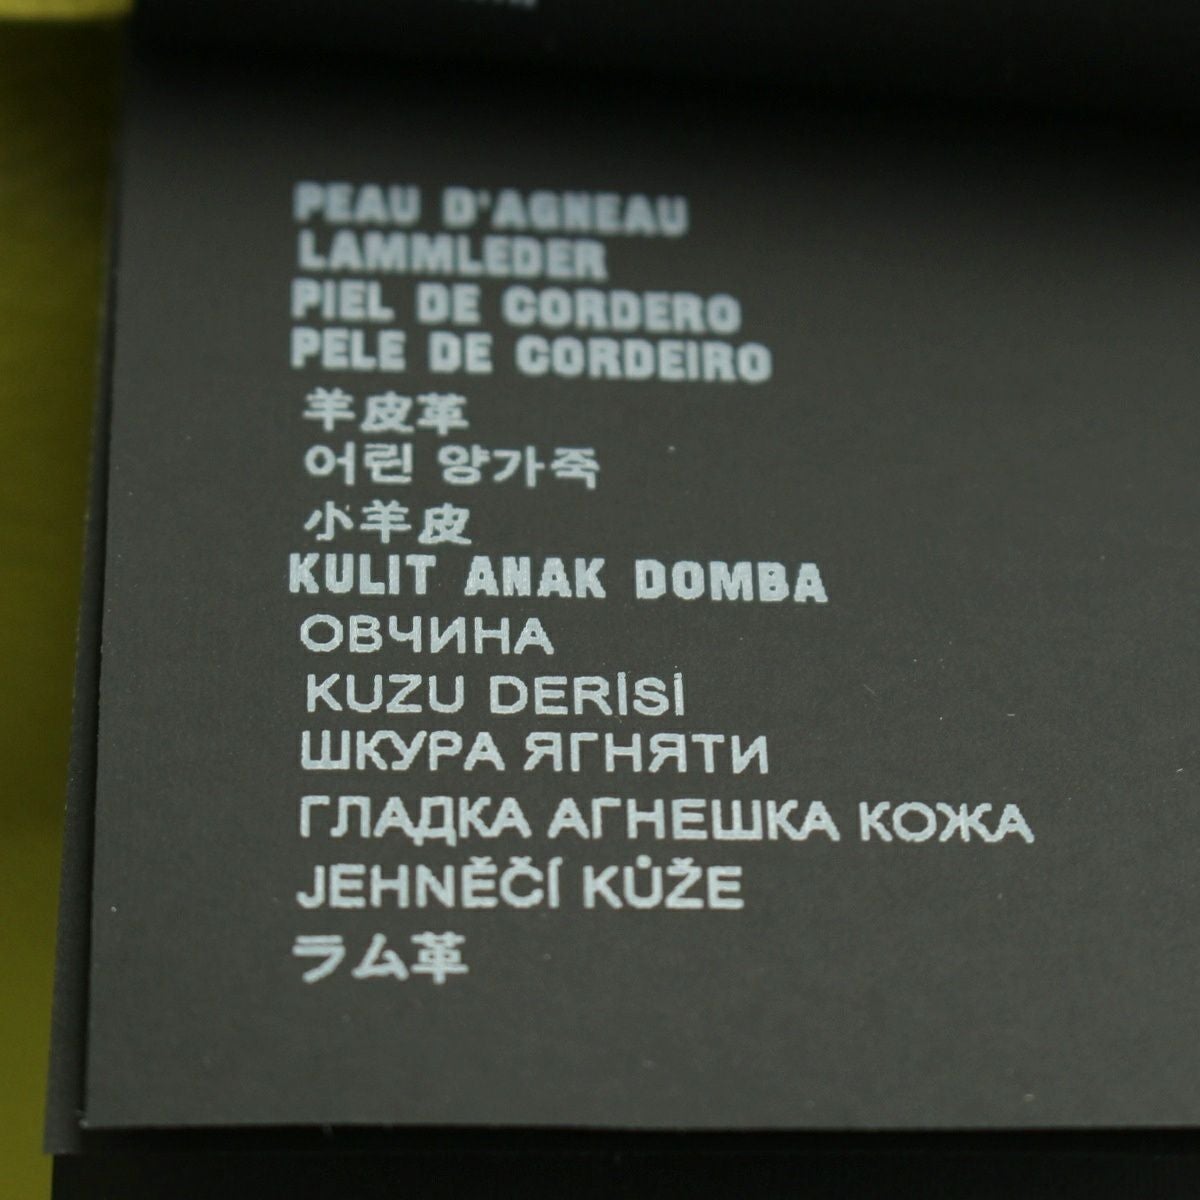 PEAU D'AGNEAU
LAMMLEDER
PIEL DE CORDERO
PELE DE CORDEIRO
羊皮革
어린 양가죽
小羊皮
KULIT ANAK DOMBA
ОВЧИНА
KUZU DERİSİ
ШКУРА ЯГНЯТИ
ГЛАДКА АГНЕШКА КОЖА
JEHNĚČÍ KŮŽE
ラム革